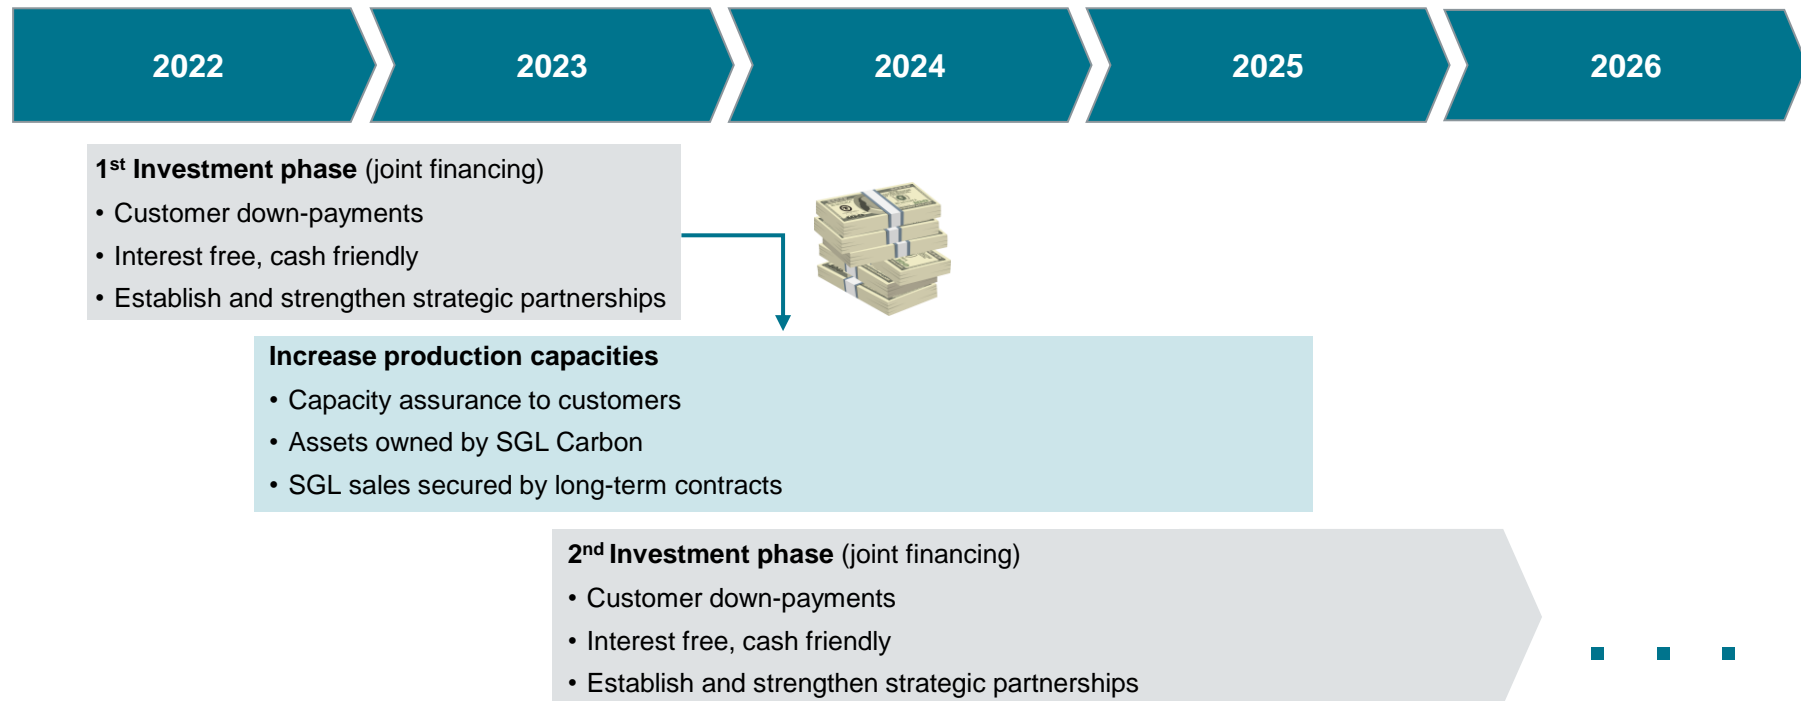 2022
2023
2024
2025
2026
1st Investment phase (joint financing)
• Customer down-payments
• Interest free, cash friendly
• Establish and strengthen strategic partnerships
Increase production capacities
• Capacity assurance to customers
• Assets owned by SGL Carbon
• SGL sales secured by long-term contracts
2nd Investment phase (joint financing)
• Customer down-payments
• Interest free, cash friendly
• Establish and strengthen strategic partnerships